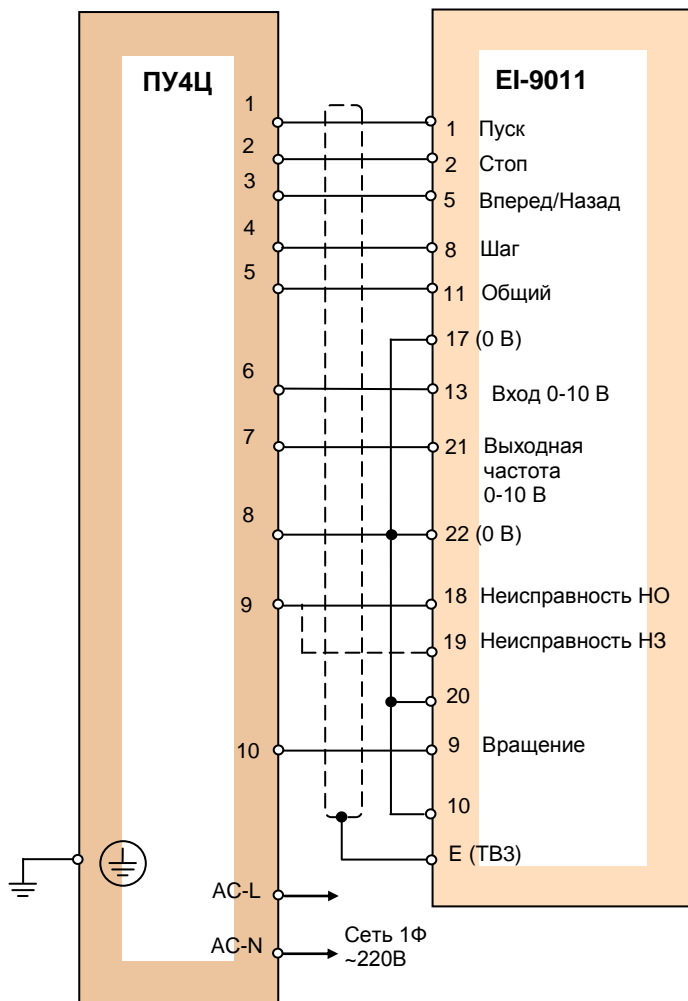 ПУ4Ц
EI-9011
1
1 Пуск
2
2 Стоп
3
5 Вперед/Назад
4
8 Шаг
5
11 Общий
17 (0 В)
6
13 Вход 0-10 В
7
21 Выходная
частота
0-10 В
8
22 (0 В)
9
18 Неисправность НО
19 Неисправность НЗ
20
10
9 Вращение
10
E (ТВ3)
AC-L
AC-N
Сеть 1Ф
~220В